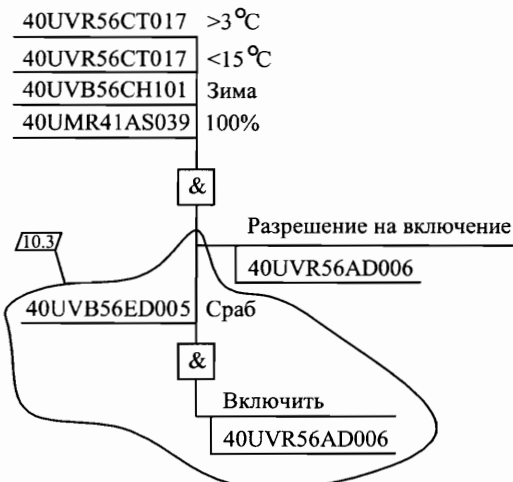 40UVR56CT017 >3°C
40UVR56CT017 <15°C
40UVB56CH101 Зима
40UMR41AS039 100%
&
10.3
Разрешение на включение
40UVR56AD006
40UVB56ED005 Сраб
&
Включить
40UVR56AD006